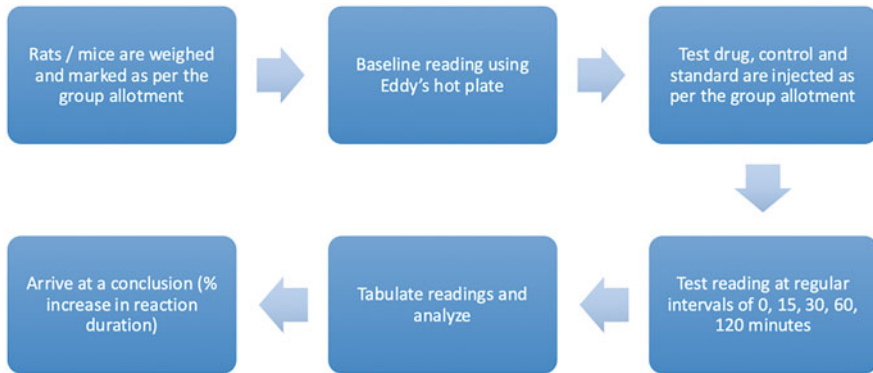 Rats / mice are weighed
and marked as per the
group allotment
Baseline reading using
Eddy's hot plate
Test drug, control and
standard are injected as
per the group allotment
Test reading at regular
intervals of 0, 15, 30, 60,
120 minutes
Tabulate readings and
analyze
Arrive at a conclusion (%
increase in reaction
duration)